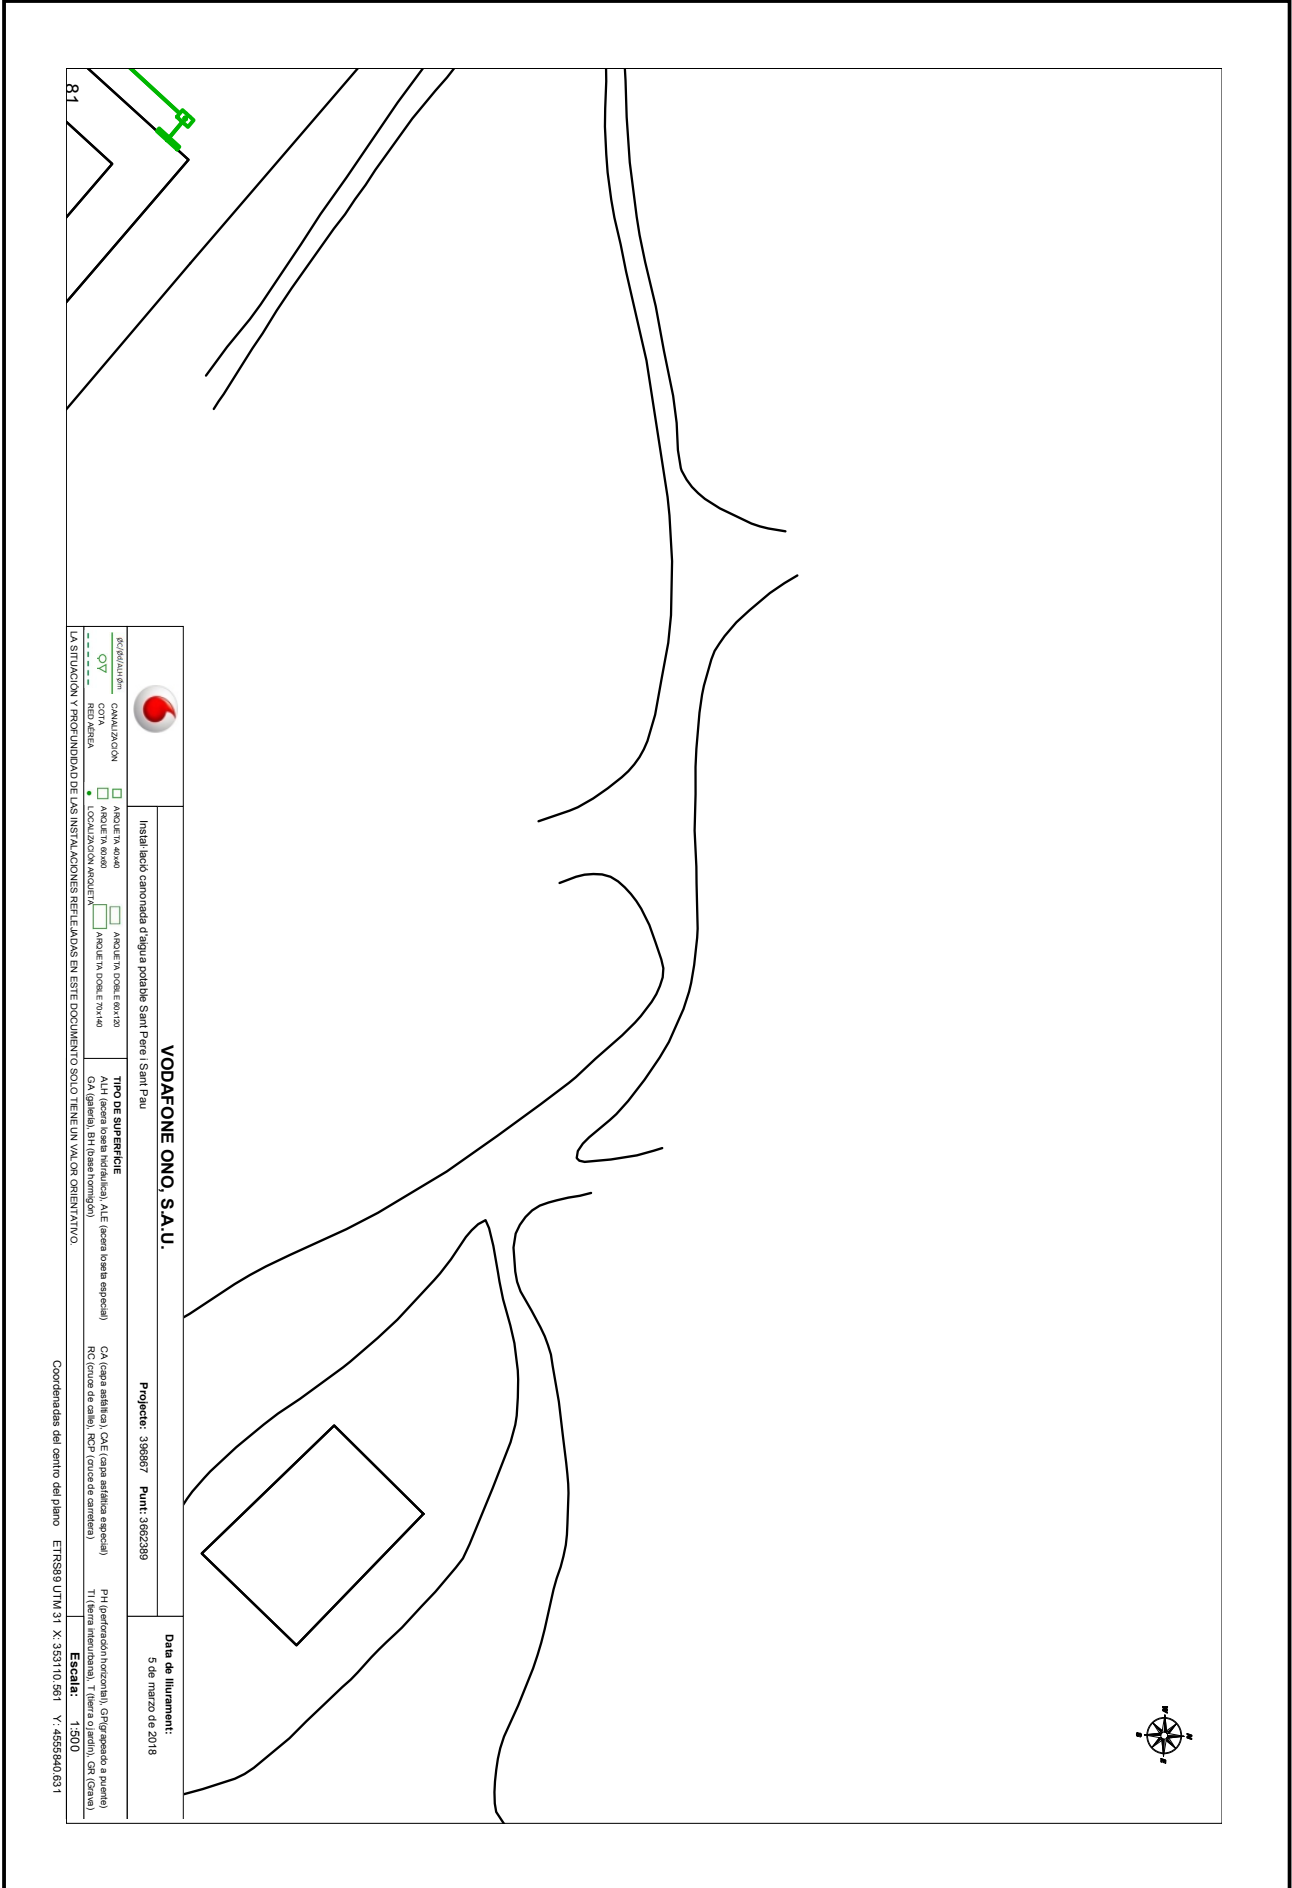 81
N
W
E
S
VODAFONE ONO, S.A.U.
Instal·lació canonada d'aigua potable Sant Pere i Sant Pau
Projecte: 396867 Punt: 3662389
Data de lliurament:
5 de marzo de 2018
ØC/Ød/ALH Øm
CANALIZACIÓN
COTA
RED AÉREA
ARQUETA 40x40
ARQUETA 60x60
LOCALIZACIÓN ARQUETA
ARQUETA DOBLE 60x120
ARQUETA DOBLE 70x140
TIPO DE SUPERFÍCIE
ALH (acera loseta hidráulica), ALE (acera loseta especial)
GA (galería), BH (base hormigón)
CA (capa asfáltica), CAE (capa asfáltica especial)
RC (cruce de calle), RCP (cruce de carretera)
PH (perforación horizontal), GP(grapeado a puente)
TI (tierra interurbana), T (tierra o jardín), GR (Grava)
LA SITUACIÓN Y PROFUNDIDAD DE LAS INSTALACIONES REFLEJADAS EN ESTE DOCUMENTO SOLO TIENE UN VALOR ORIENTATIVO.
Escala: 1:500
Coordenadas del centro del plano ETRS89 UTM 31 X: 353110.561 Y: 4555840.631